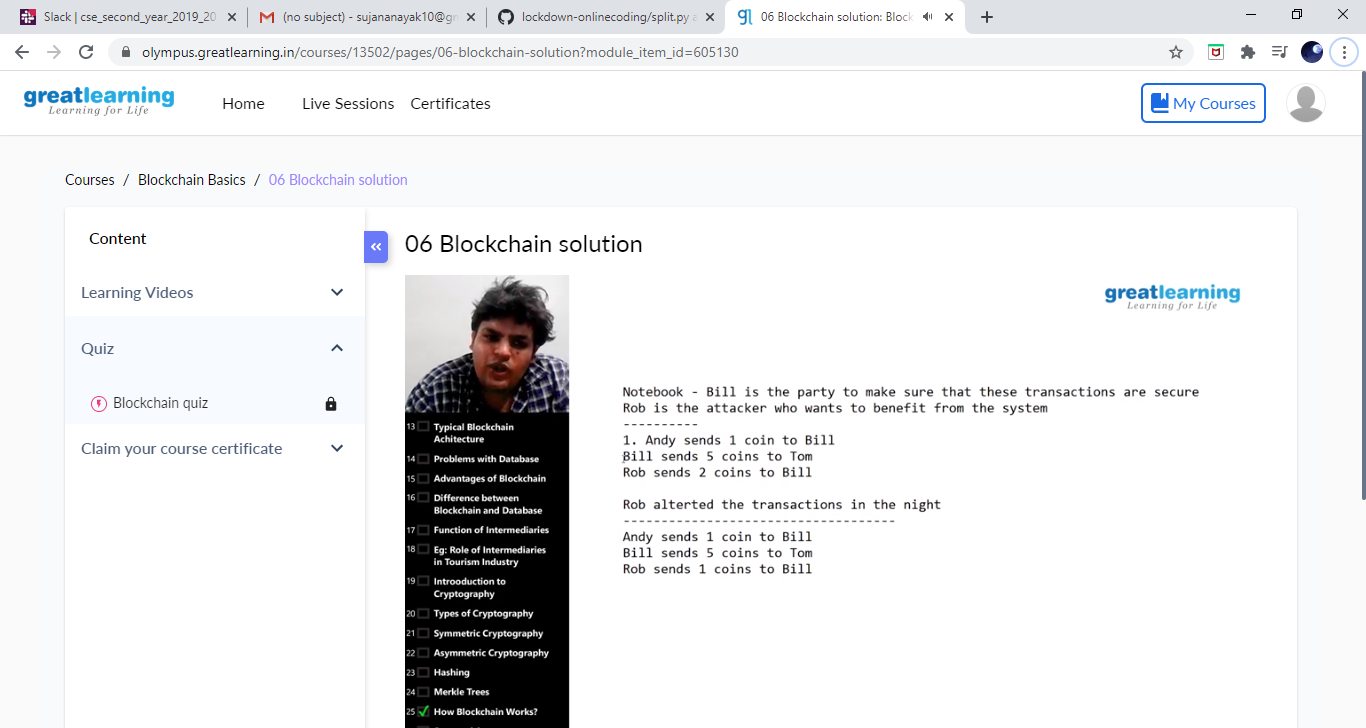 Slack | cse_second_year_2019_20
(no subject) - sujananayak10@gm
lockdown-onlinecoding/split.py a
06 Blockchain solution: Block
olympus.greatlearning.in/courses/13502/pages/06-blockchain-solution?module_item_id=605130
greatlearning
Learning for Life
Home
Live Sessions
Certificates
My Courses
Courses / Blockchain Basics / 06 Blockchain solution
Content
Learning Videos
Quiz
Blockchain quiz
Claim your course certificate
06 Blockchain solution
13 Typical Blockchain
Achitecture
14 Problems with Database
15 Advantages of Blockchain
16 Difference between
Blockchain and Database
17 Function of Intermediaries
18 Eg: Role of Intermediaries
in Tourism Industry
19 Introoduction to
Cryptography
20 Types of Cryptography
21 Symmetric Cryptography
22 Asymmetric Cryptography
23 Hashing
24 Merkle Trees
25 How Blockchain Works?
greatlearning
Learning for Life
Notebook - Bill is the party to make sure that these transactions are secure
Rob is the attacker who wants to benefit from the system
----------
1. Andy sends 1 coin to Bill
Bill sends 5 coins to Tom
Rob sends 2 coins to Bill
Rob alterted the transactions in the night
------------------------------------
Andy sends 1 coin to Bill
Bill sends 5 coins to Tom
Rob sends 1 coins to Bill